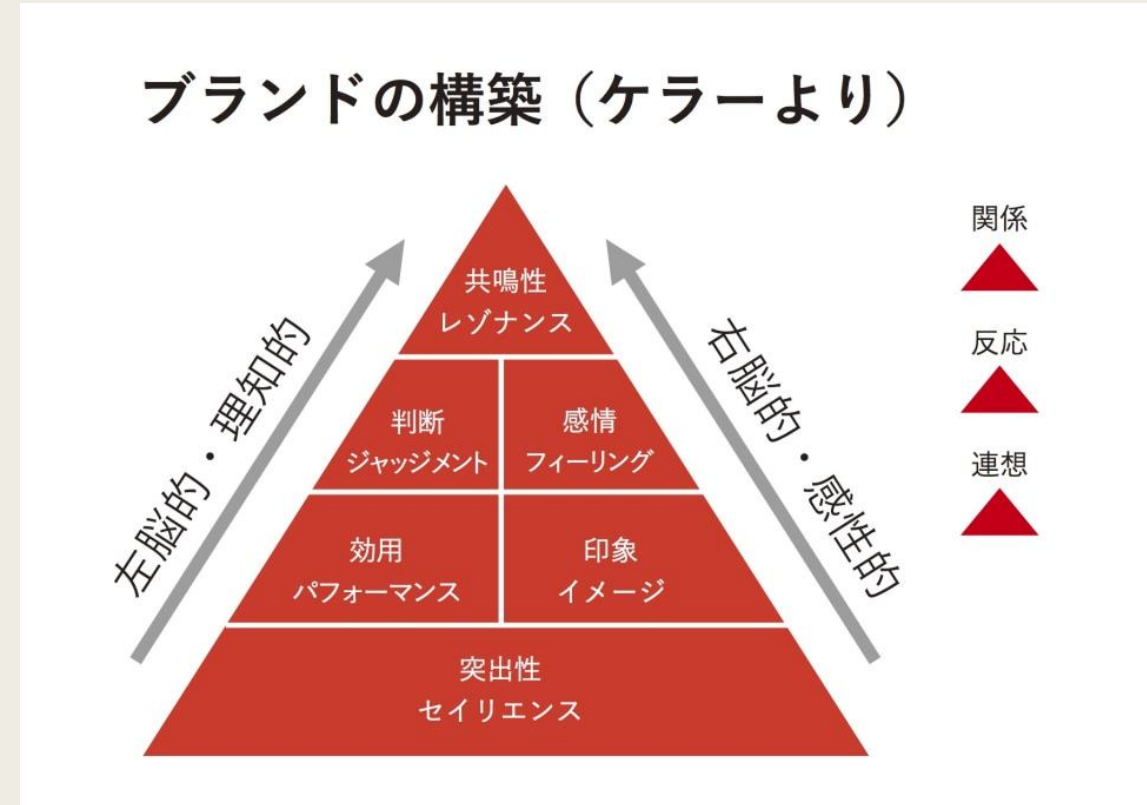 ブランドの構築（ケラーより）
共鳴性
レゾナンス
判断
ジャッジメント
感情
フィーリング
効用
パフォーマンス
印象
イメージ
突出性
セイリエンス
左脳的・理知的
右脳的・感性的
関係
反応
連想